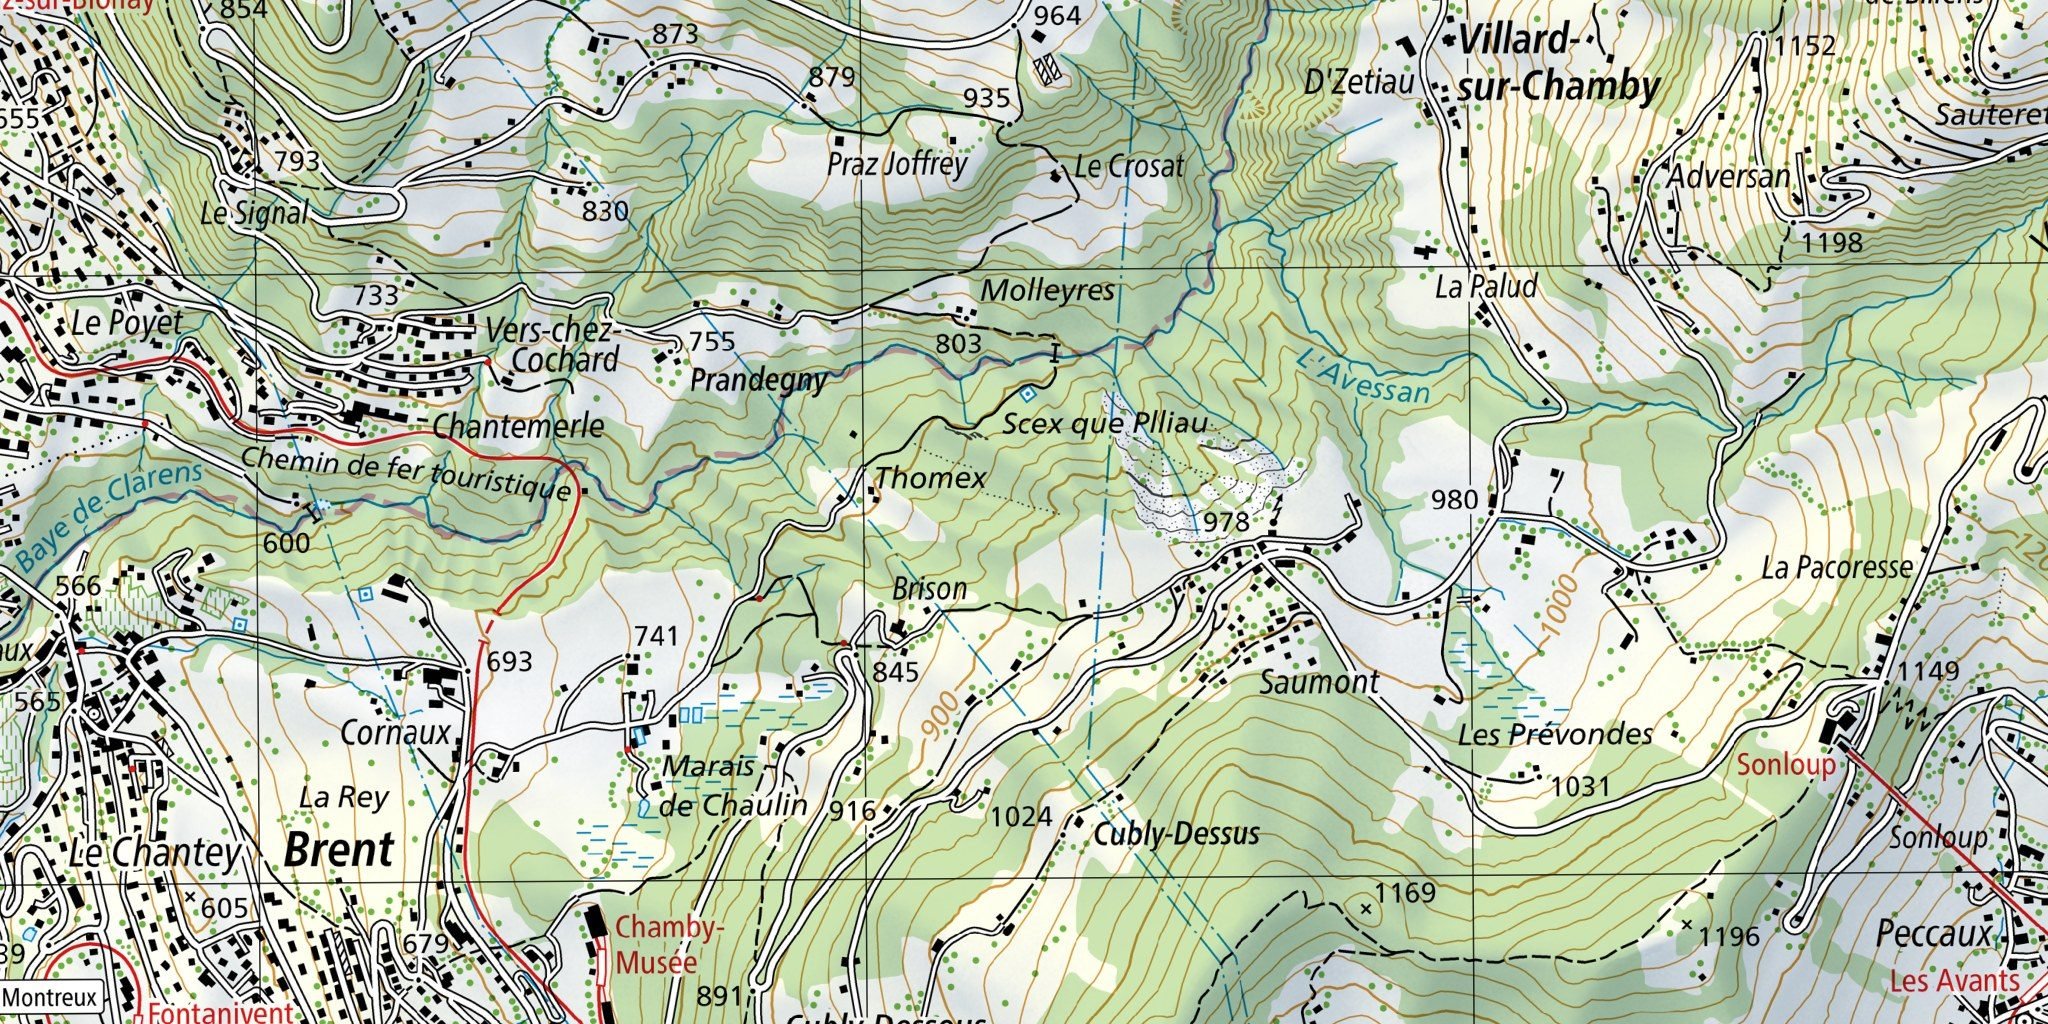 854
964
873
Villard-
sur-Chamby
1152
879
D'Zetiau
935
555
Sauteret
793
Praz Joffrey
Le Crosat
Adversan
Le Signal
830
1198
Molleyres
La Palud
733
Le Poyet
Vers-chez-
Cochard
755
803
Prandegny
L'Avessan
Chantemerle
Scex que Plliau
Chemin de fer touristique
Thomex
Baye de Clarens
978
980
600
1200
566
Brison
La Pacoresse
1000
741
693
845
1149
565
Saumont
900
Cornaux
Les Prévondes
Marais
de Chaulin
Sonloup
La Rey
916
1024
1031
Cubly-Dessus
Sonloup
Le Chantey
Brent
1169
605
Chamby-
Musée
1196
Peccaux
679
Les Avants
891
Montreux
Fontanivent
Cubly-Dessous